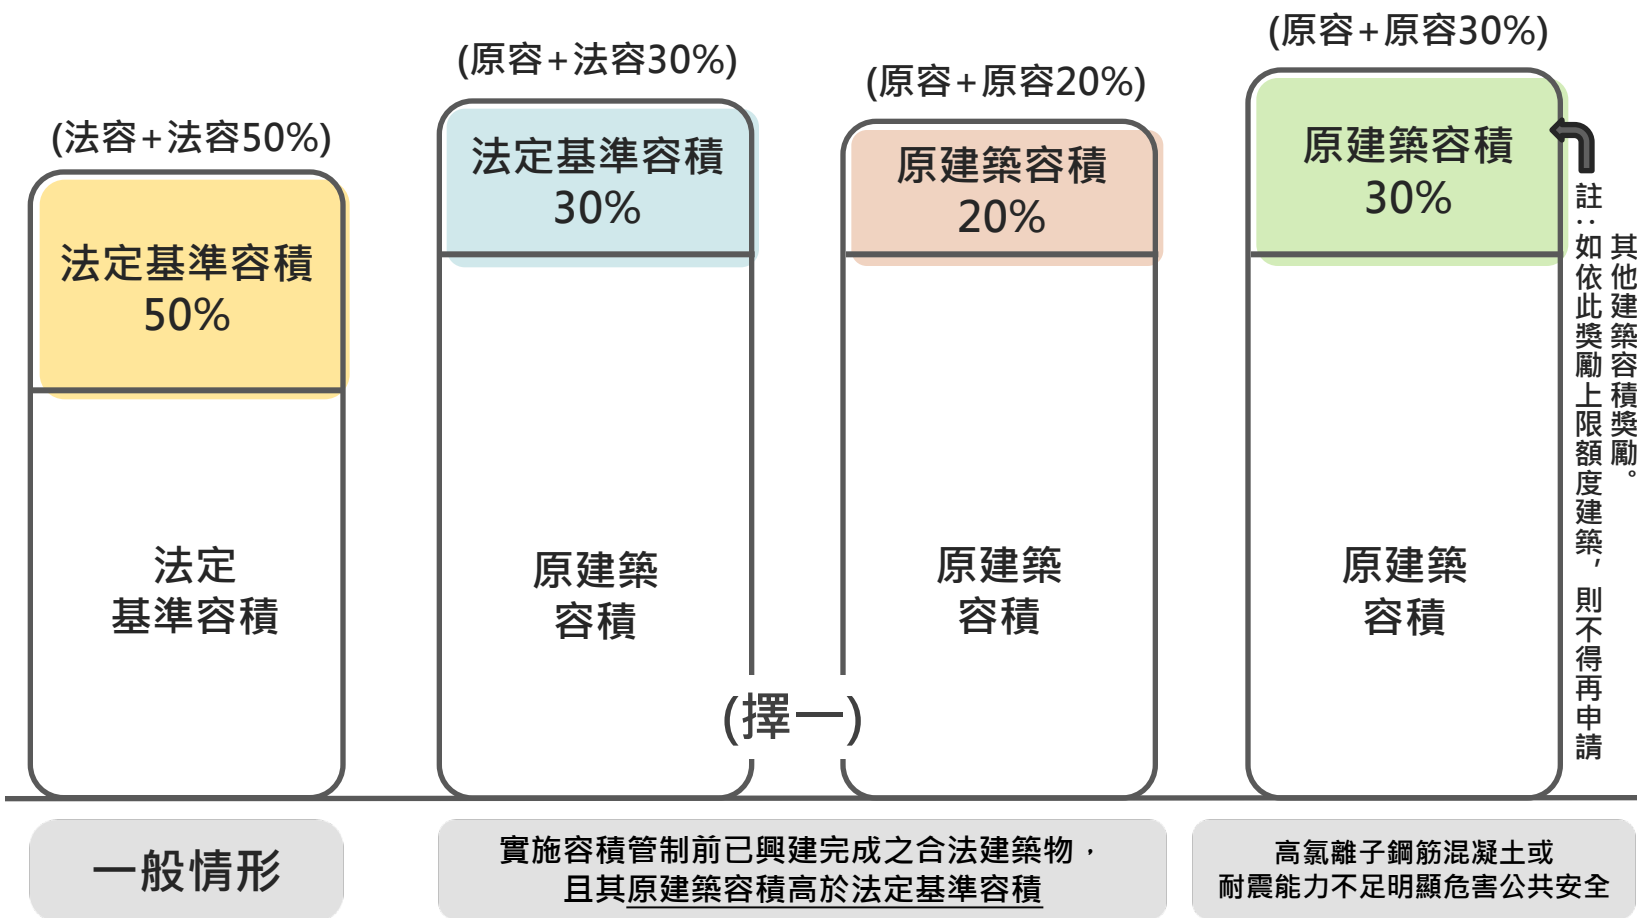 (法容+法容50%)
法定基準容積
50%
法定
基準容積
一般情形
(原容+法容30%)
法定基準容積
30%
原建築
容積
(擇一)
(原容+原容20%)
原建築容積
20%
原建築
容積
實施容積管制前已興建完成之合法建築物，
且其原建築容積高於法定基準容積
(原容+原容30%)
原建築容積
30%
原建築
容積
註：如依此獎勵上限額度建築，則不得再申請
其他建築容積獎勵。
高氯離子鋼筋混凝土或
耐震能力不足明顯危害公共安全